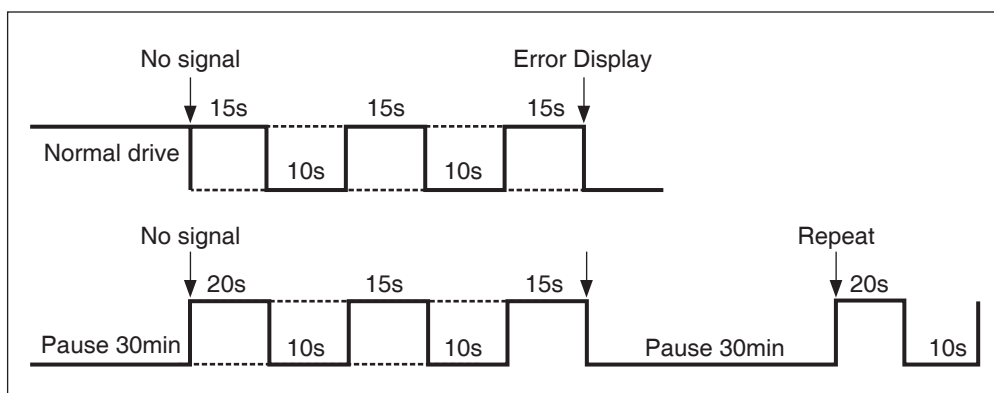 No signal Error Display
15s 15s 15s
Normal drive
10s 10s
No signal Repeat
20s 15s 15s 20s
Pause 30min 10s 10s Pause 30min 10s